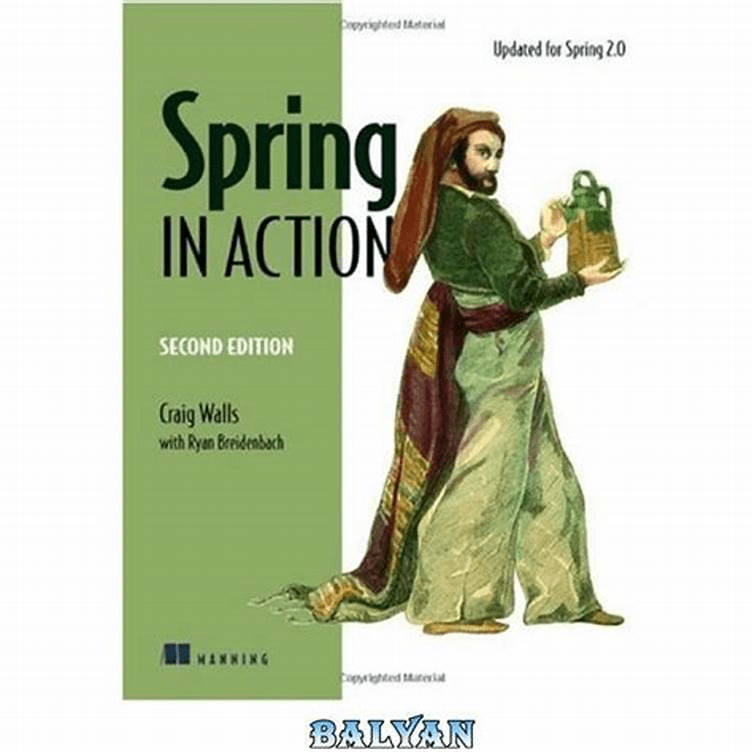 Copyrighted Material
Updated for Spring 2.0
Spring
IN ACTION
SECOND EDITION
Craig Walls
with Ryan Breidenbach
MANNING
Copyrighted Material
BALYAN